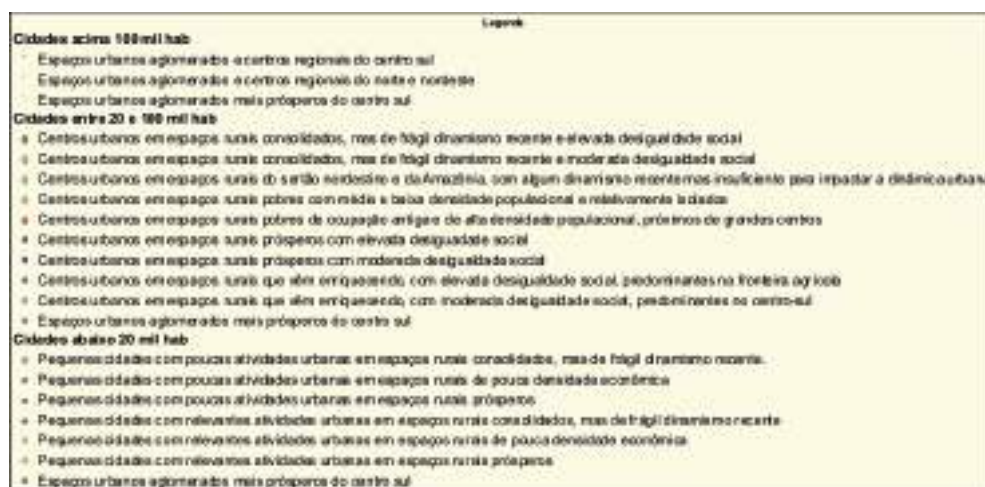 Legenda
Cidades acima 100 mil hab
Espaços urbanos aglomerados e centros regionais do centro sul
Espaços urbanos aglomerados e centros regionais do norte e nordeste
Espaços urbanos aglomerados mais prósperos do centro sul
Cidades entre 20 e 100 mil hab
Centros urbanos em espaços rurais consolidados, mas de frágil dinamismo recente e elevada desigualdade social
Centros urbanos em espaços rurais consolidados, mas de frágil dinamismo recente e moderada desigualdade social
Centros urbanos em espaços rurais do sertão nordestino e da Amazônia, com algum dinamismo recente mas insuficiente para impactar a dinâmica urbana
Centros urbanos em espaços rurais pobres com média e baixa densidade populacional e relativamente isolados
Centros urbanos em espaços rurais pobres de ocupação antiga e de alta densidade populacional, próximos de grandes centros
Centros urbanos em espaços rurais prósperos com elevada desigualdade social
Centros urbanos em espaços rurais prósperos com moderada desigualdade social
Centros urbanos em espaços rurais que vêm enriquecendo, com elevada desigualdade social, predominantes na fronteira agrícola
Centros urbanos em espaços rurais que vêm enriquecendo, com moderada desigualdade social, predominantes no centro-sul
Espaços urbanos aglomerados mais prósperos do centro sul
Cidades abaixo 20 mil hab
Pequenas cidades com poucas atividades urbanas em espaços rurais consolidados, mas de frágil dinamismo recente.
Pequenas cidades com poucas atividades urbanas em espaços rurais de pouca densidade econômica
Pequenas cidades com poucas atividades urbanas em espaços rurais prósperos
Pequenas cidades com relevantes atividades urbanas em espaços rurais consolidados, mas de frágil dinamismo recente
Pequenas cidades com relevantes atividades urbanas em espaços rurais de pouca densidade econômica
Pequenas cidades com relevantes atividades urbanas em espaços rurais prósperos
Espaços urbanos aglomerados mais prósperos do centro sul